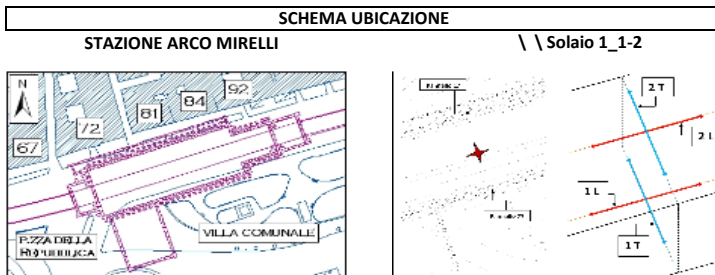 SCHEMA UBICAZIONE
STAZIONE ARCO MIRELLI
\ \ Solaio 1_1-2
N
92
84
81
72
67
VILLA COMUNALE
P.ZZA DELLA
REPUBBLICA
2 T
2 L
1 L
1 T